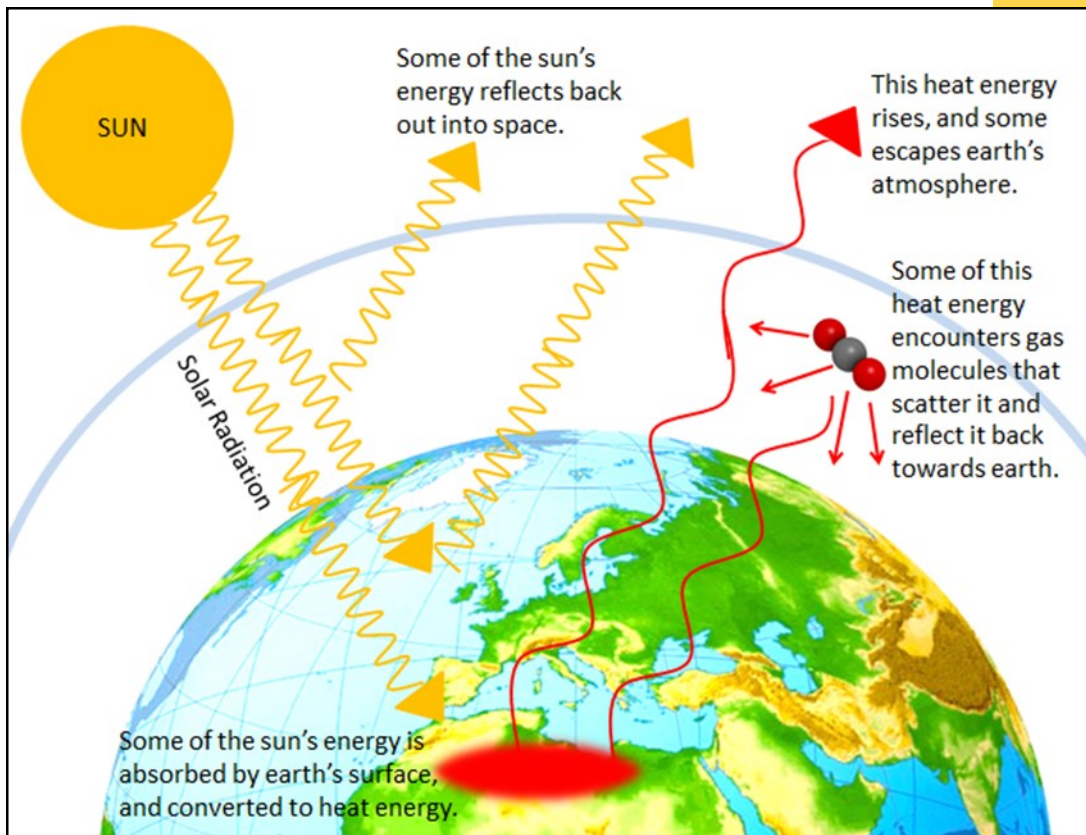 SUN
Some of the sun's
energy reflects back
out into space.
This heat energy
rises, and some
escapes earth's
atmosphere.
Some of this
heat energy
encounters gas
molecules that
scatter it and
reflect it back
towards earth.
Solar Radiation
Some of the sun's energy is
absorbed by earth's surface,
and converted to heat energy.